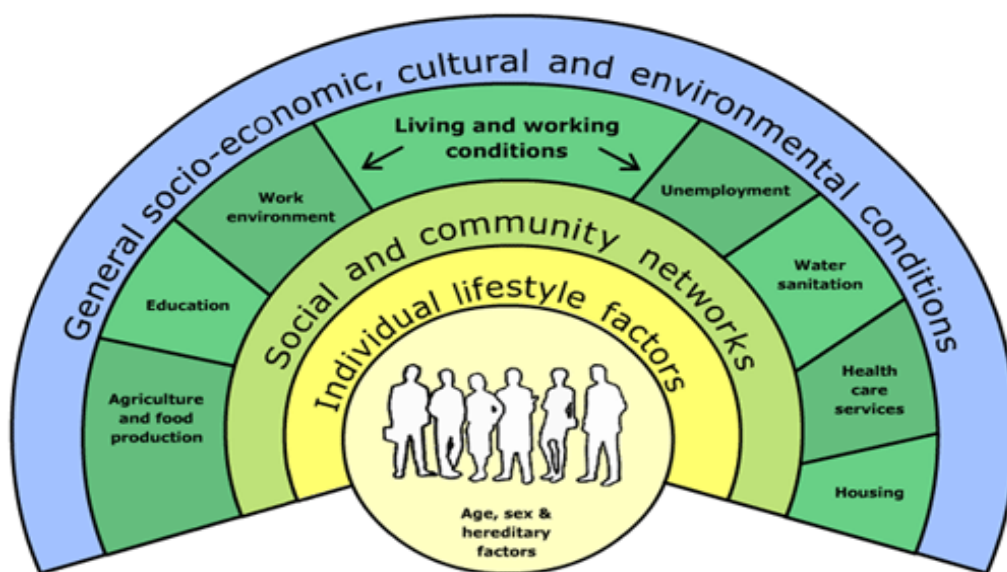 General socio-economic, cultural and environmental conditions
Living and working
conditions
Work
environment
Unemployment
Education
Water
sanitation
Agriculture
and food
production
Health
care
services
Housing
Social and community networks
Individual lifestyle factors
Age, sex &
hereditary
factors